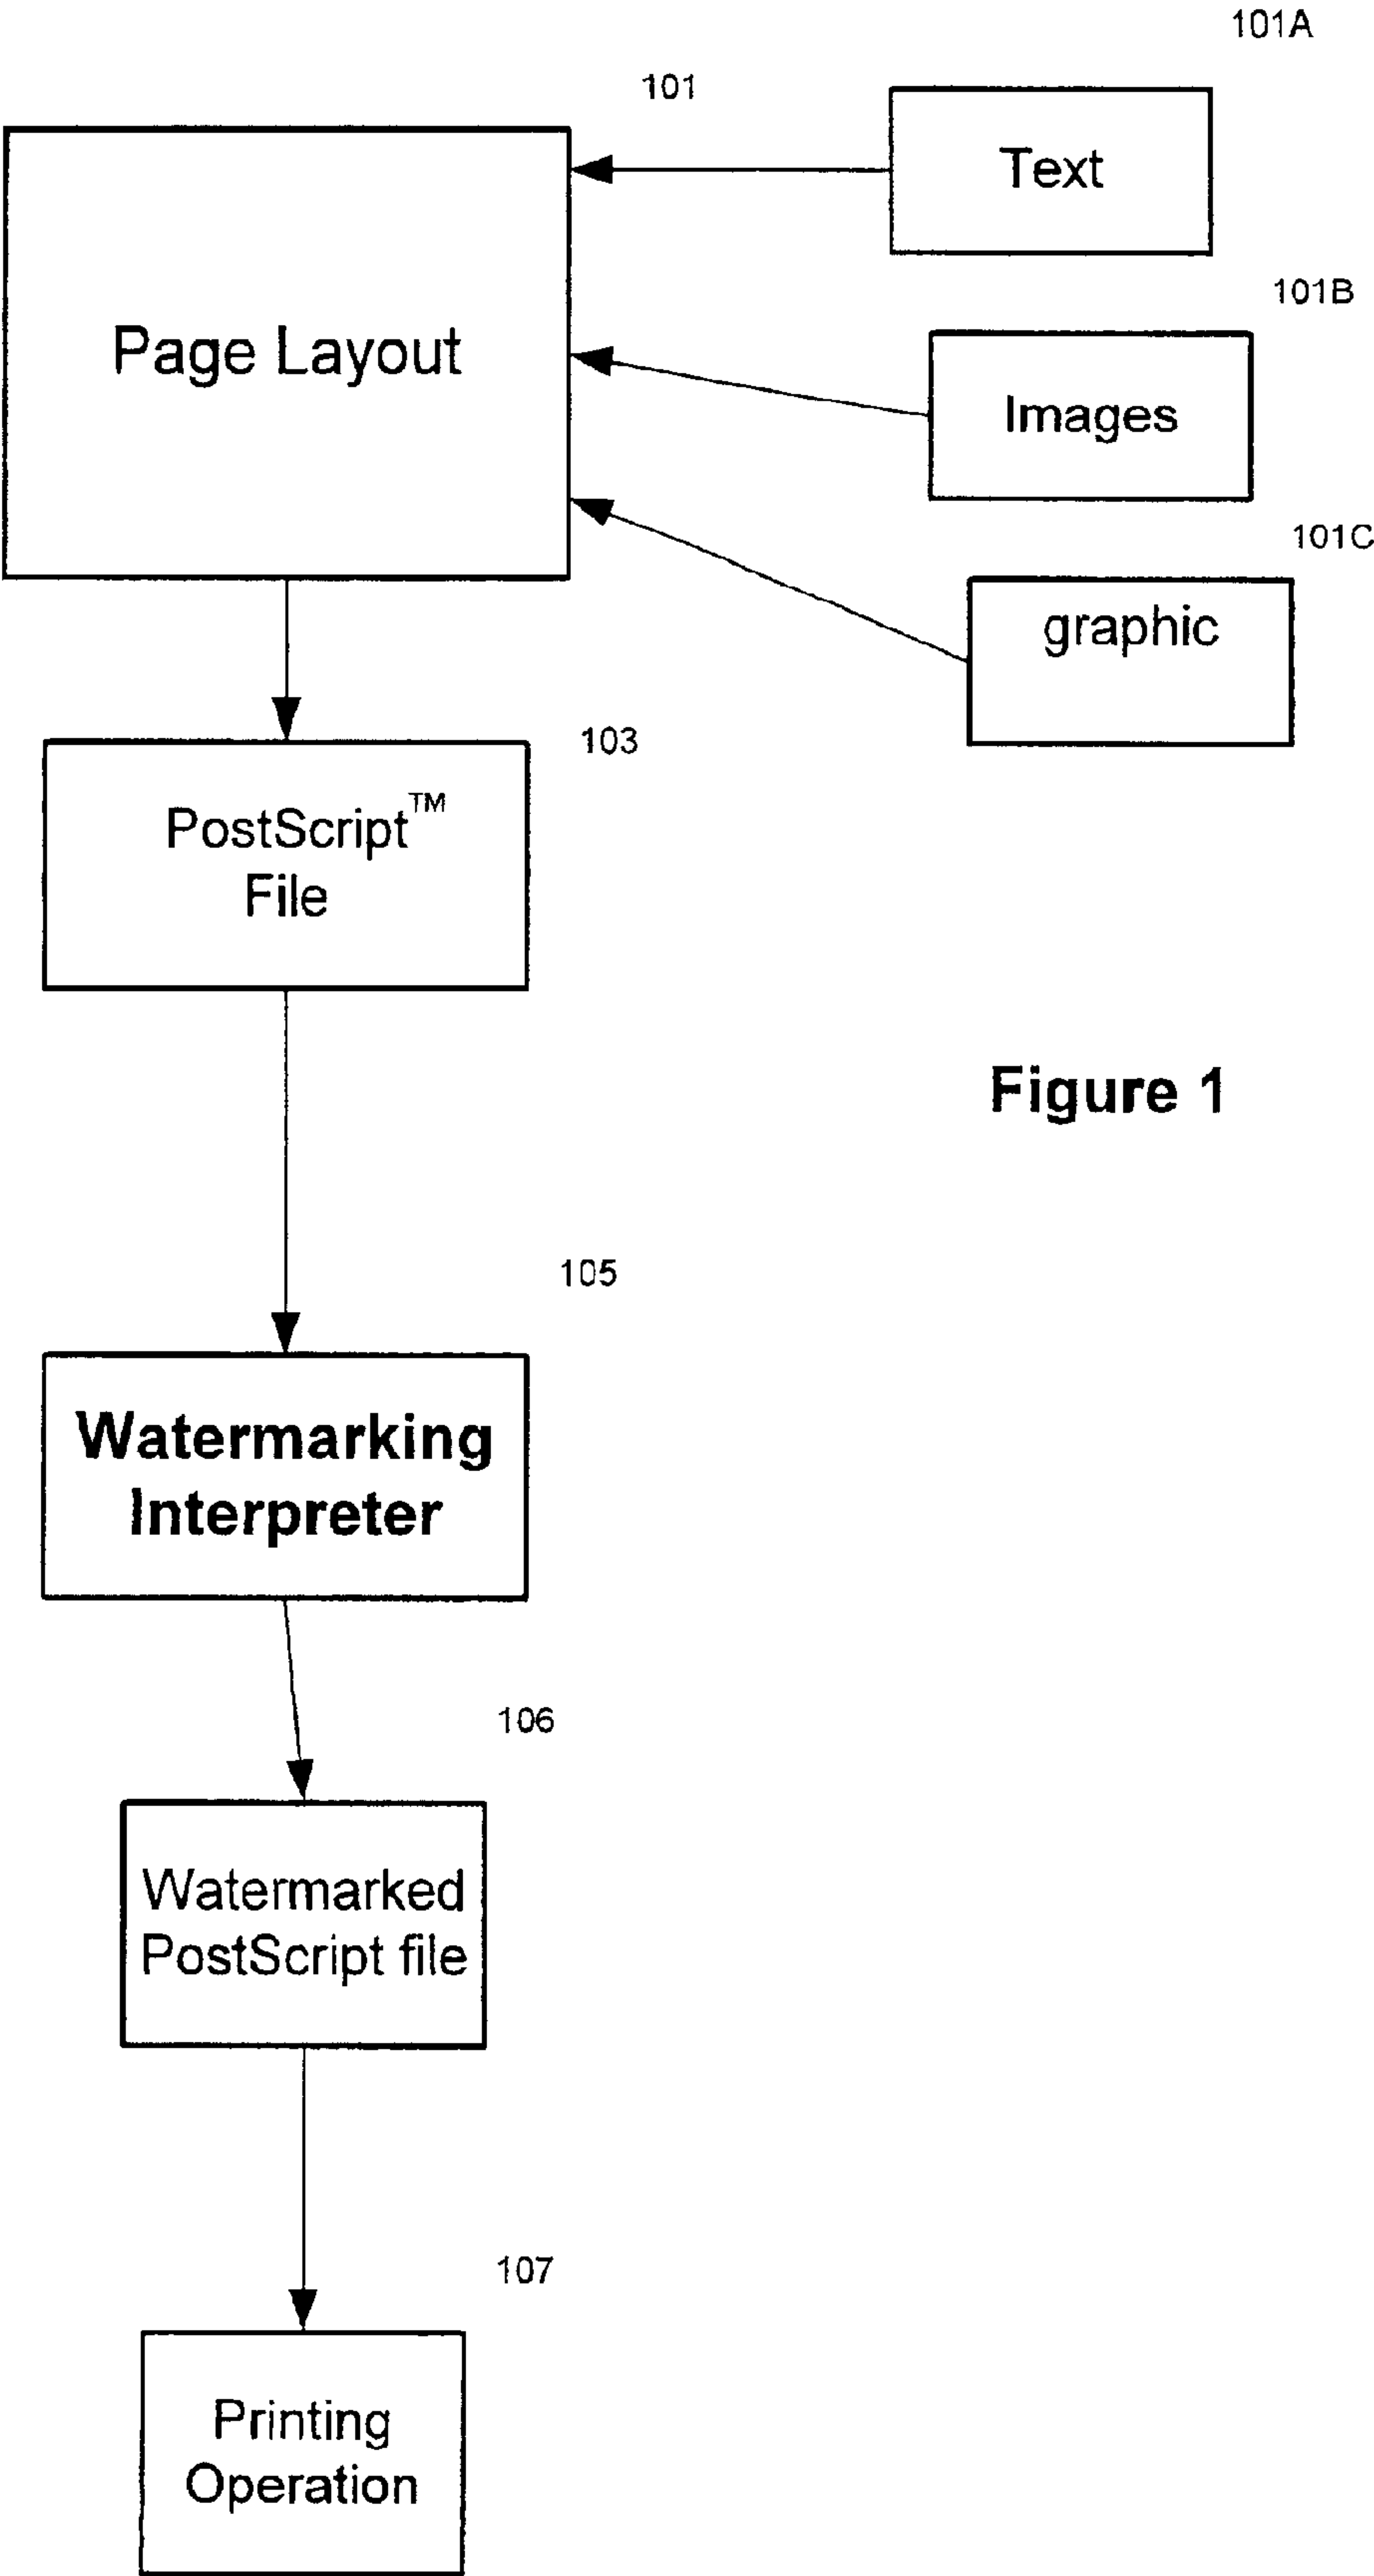 101A
101
Text
Page Layout
101B
Images
101C
graphic
103
PostScript™
File
Figure 1
105
Watermarking
Interpreter
106
Watermarked
PostScript file
107
Printing
Operation